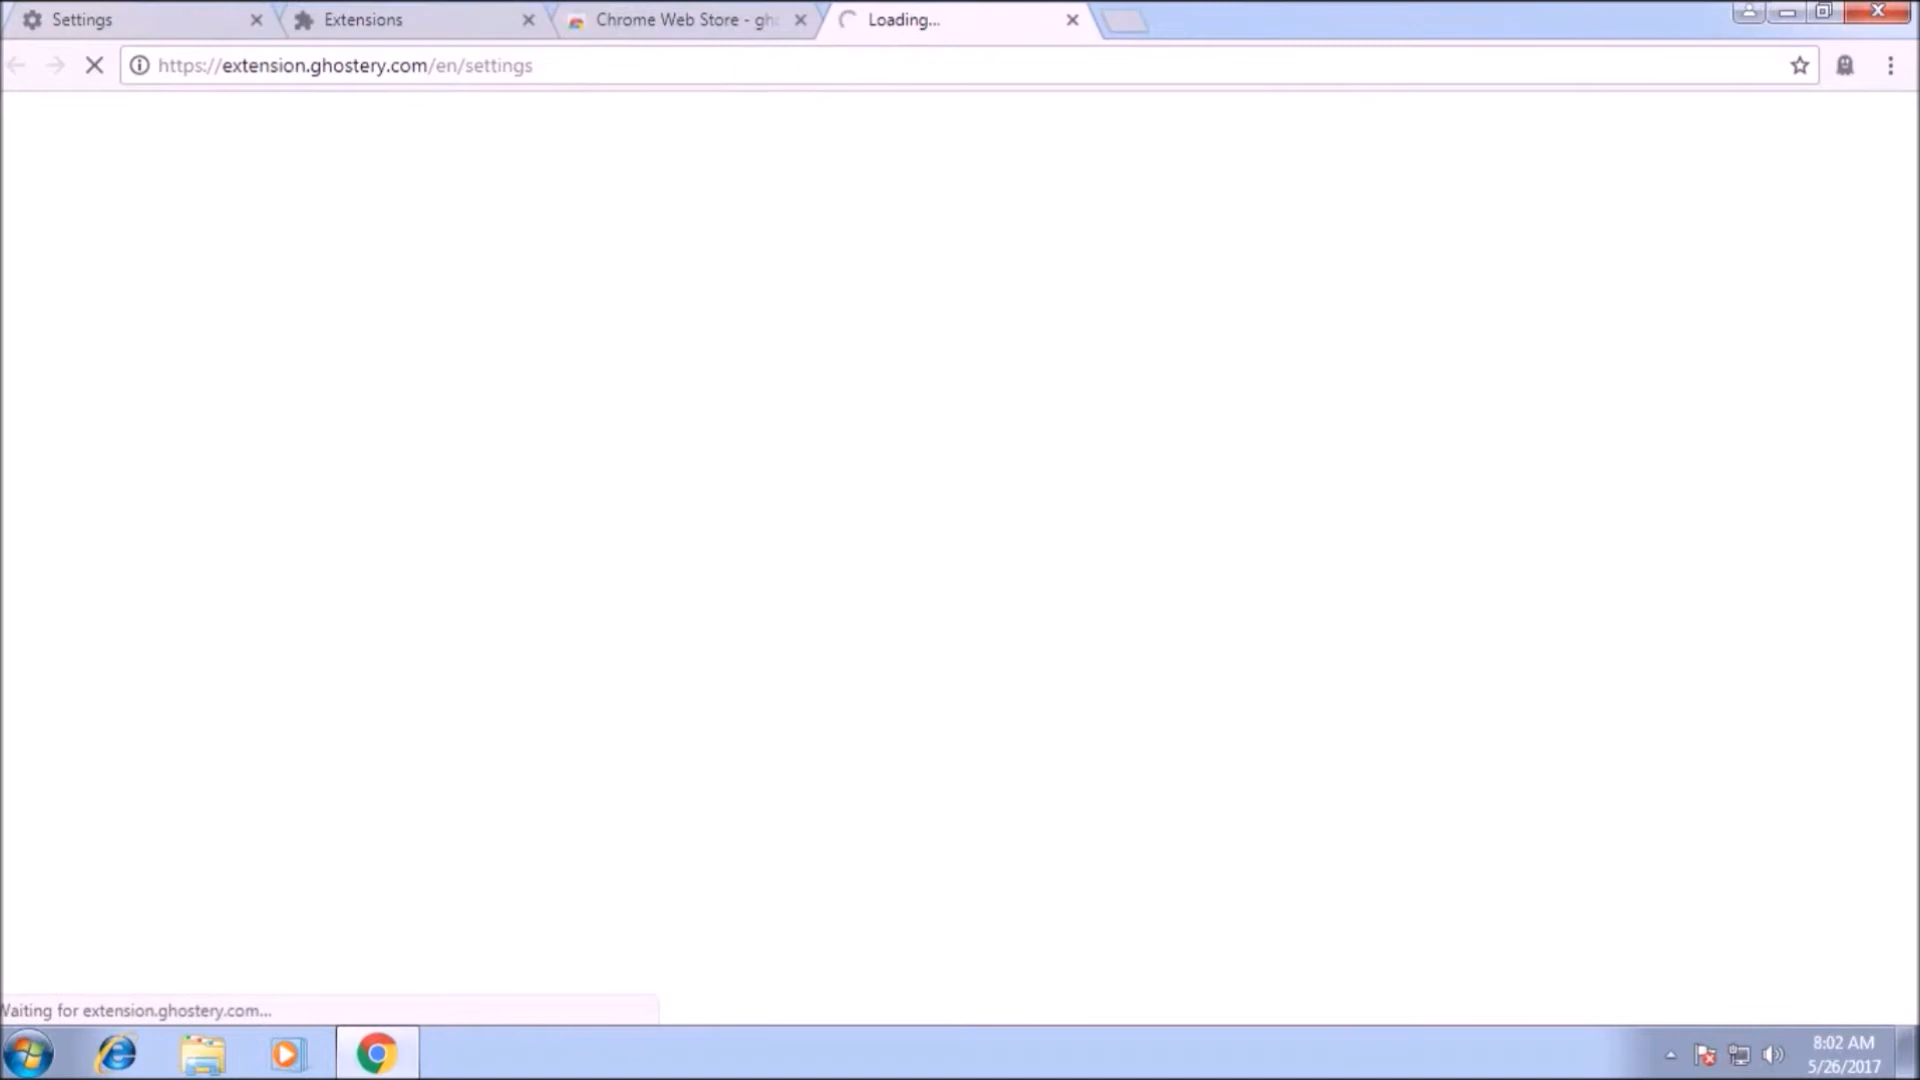 Settings
Extensions
Chrome Web Store - gh
Loading...
https://extension.ghostery.com/en/settings
Waiting for extension.ghostery.com...
8:02 AM
5/26/2017